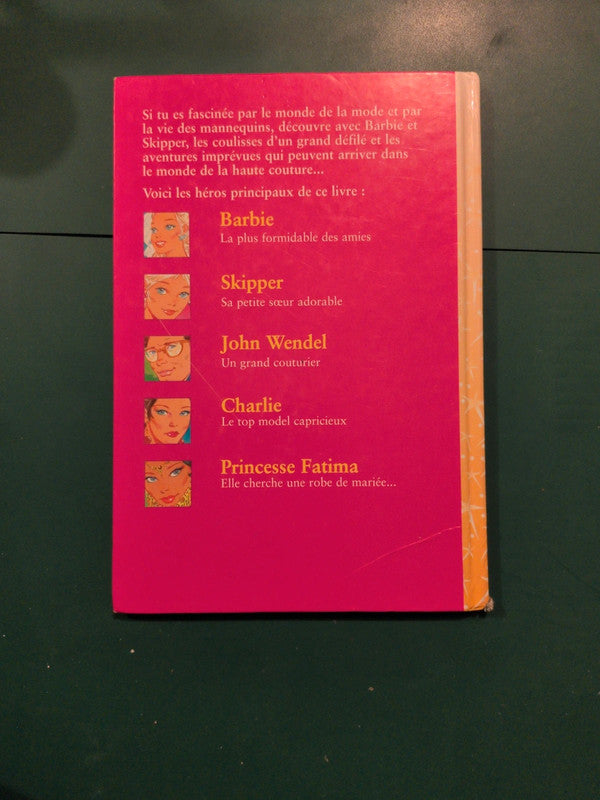 Si tu es fascinée par le monde de la mode et par
la vie des mannequins, découvre avec Barbie et
Skipper, les coulisses d'un grand défilé et les
aventures imprévues qui peuvent arriver dans
le monde de la haute couture...
Voici les héros principaux de ce livre :
Barbie
La plus formidable des amies
Skipper
Sa petite sœur adorable
John Wendel
Un grand couturier
Charlie
Le top model capricieux
Princesse Fatima
Elle cherche une robe de mariée...